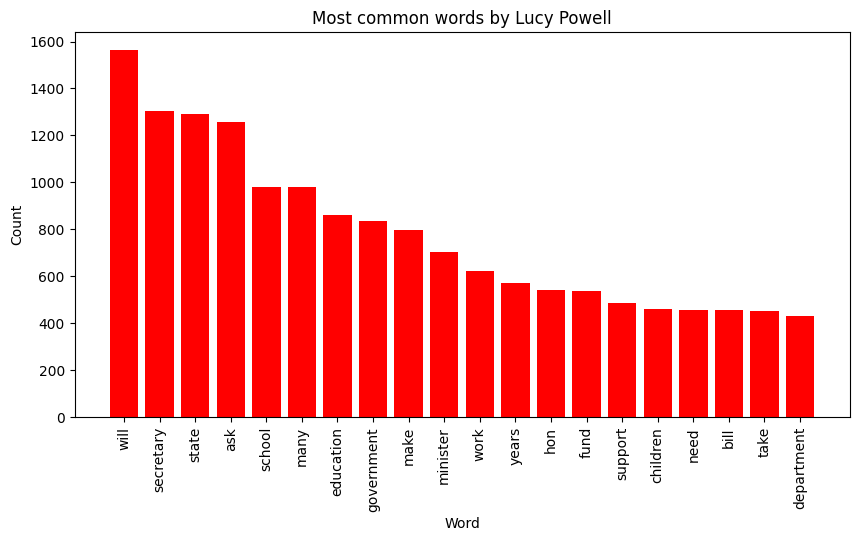 Most common words by Lucy Powell
1600
1400
1200
1000
800
600
400
200
0
Count
will
secretary
state
ask
school
many
education
government
make
minister
work
years
hon
fund
support
children
need
bill
take
department
Word